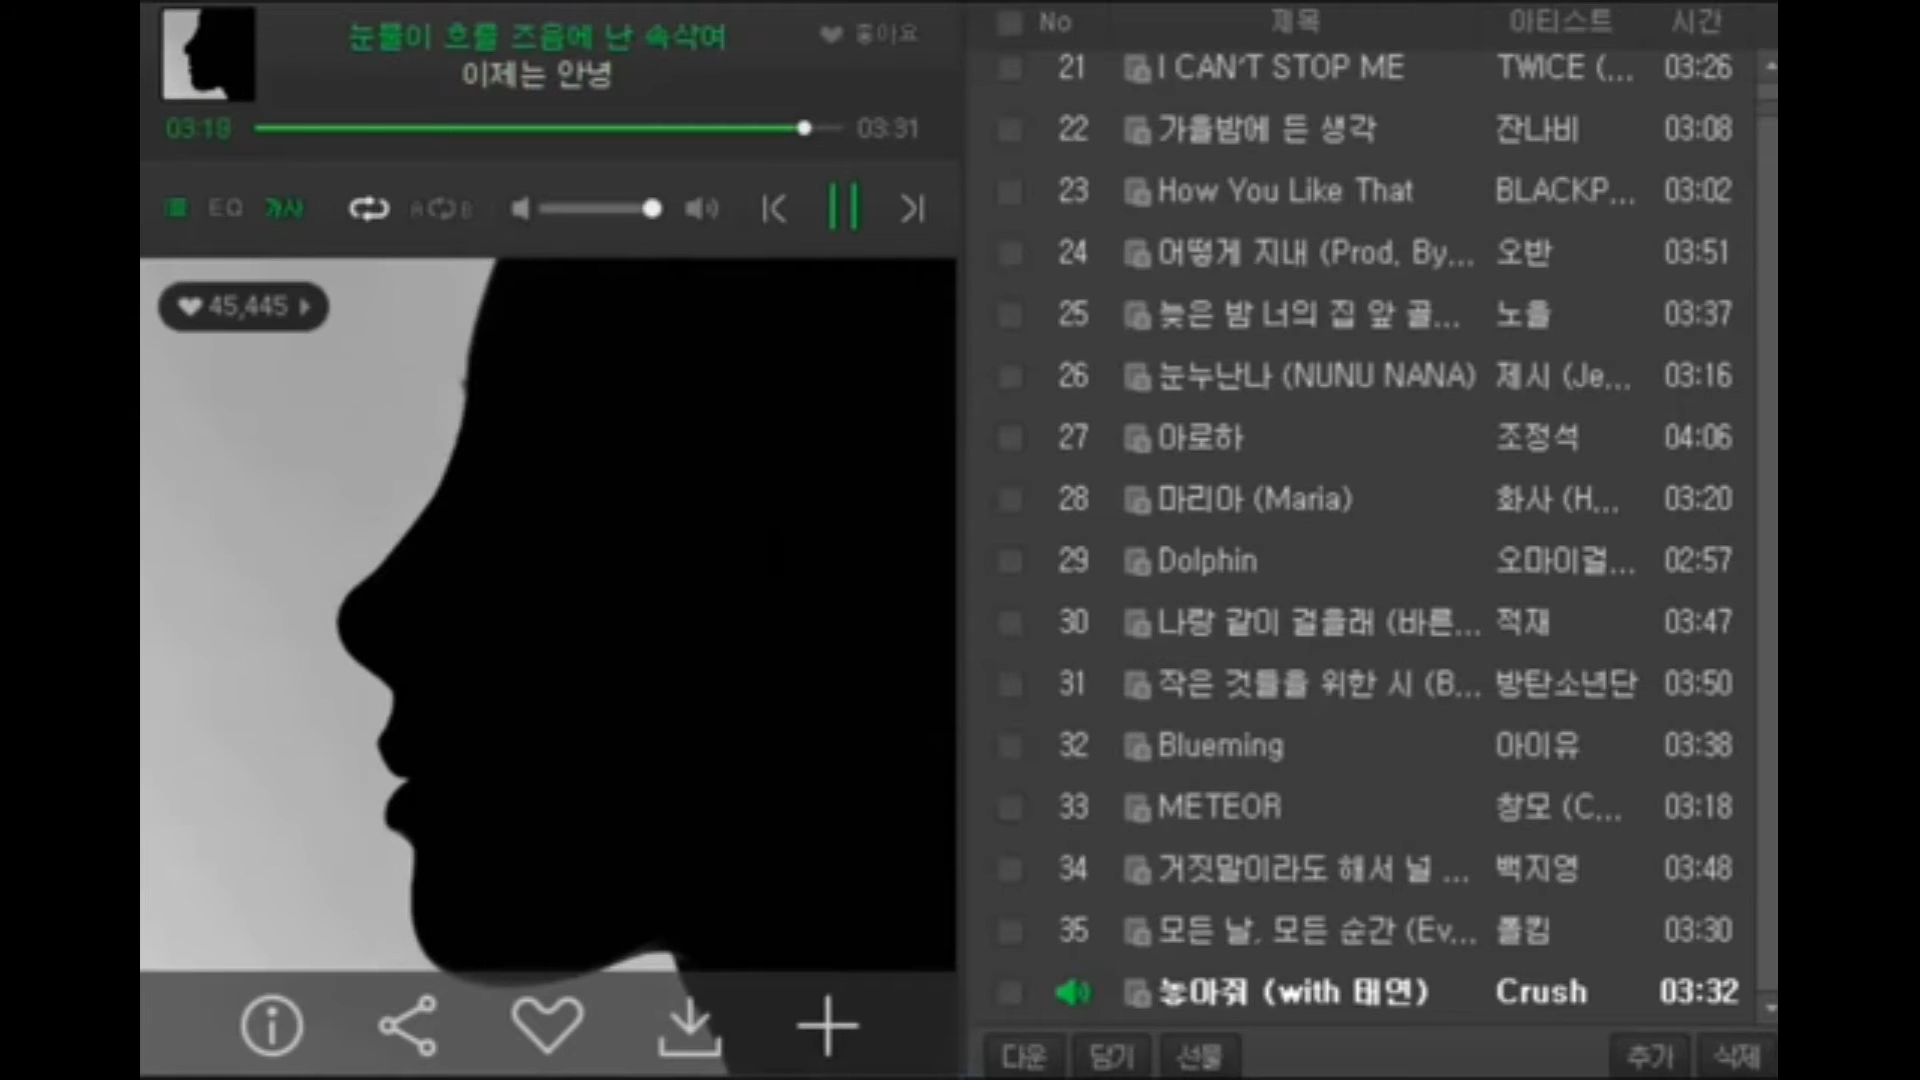 눈물이 흐를 즈음에 난 속삭여
이제는 안녕
좋아요
03:18
03:31
EQ 가사
A B
45,445
No 제목 아티스트 시간
21 I CAN'T STOP ME TWICE (... 03:26
22 가을밤에 든 생각 잔나비 03:08
23 How You Like That BLACKP... 03:02
24 어떻게 지내 (Prod. By... 오반 03:51
25 늦은 밤 너의 집 앞 골... 노을 03:37
26 눈누난나 (NUNU NANA) 제시 (Je... 03:16
27 아로하 조정석 04:06
28 마리아 (Maria) 화사 (H... 03:20
29 Dolphin 오마이걸... 02:57
30 나랑 같이 걸을래 (바른... 적재 03:47
31 작은 것들을 위한 시 (B... 방탄소년단 03:50
32 Blueming 아이유 03:38
33 METEOR 창모 (C... 03:18
34 거짓말이라도 해서 널 ... 백지영 03:48
35 모든 날, 모든 순간 (Ev... 폴킴 03:30
놓아줘 (with 태연) Crush 03:32
다운 담기 선물 추가 삭제